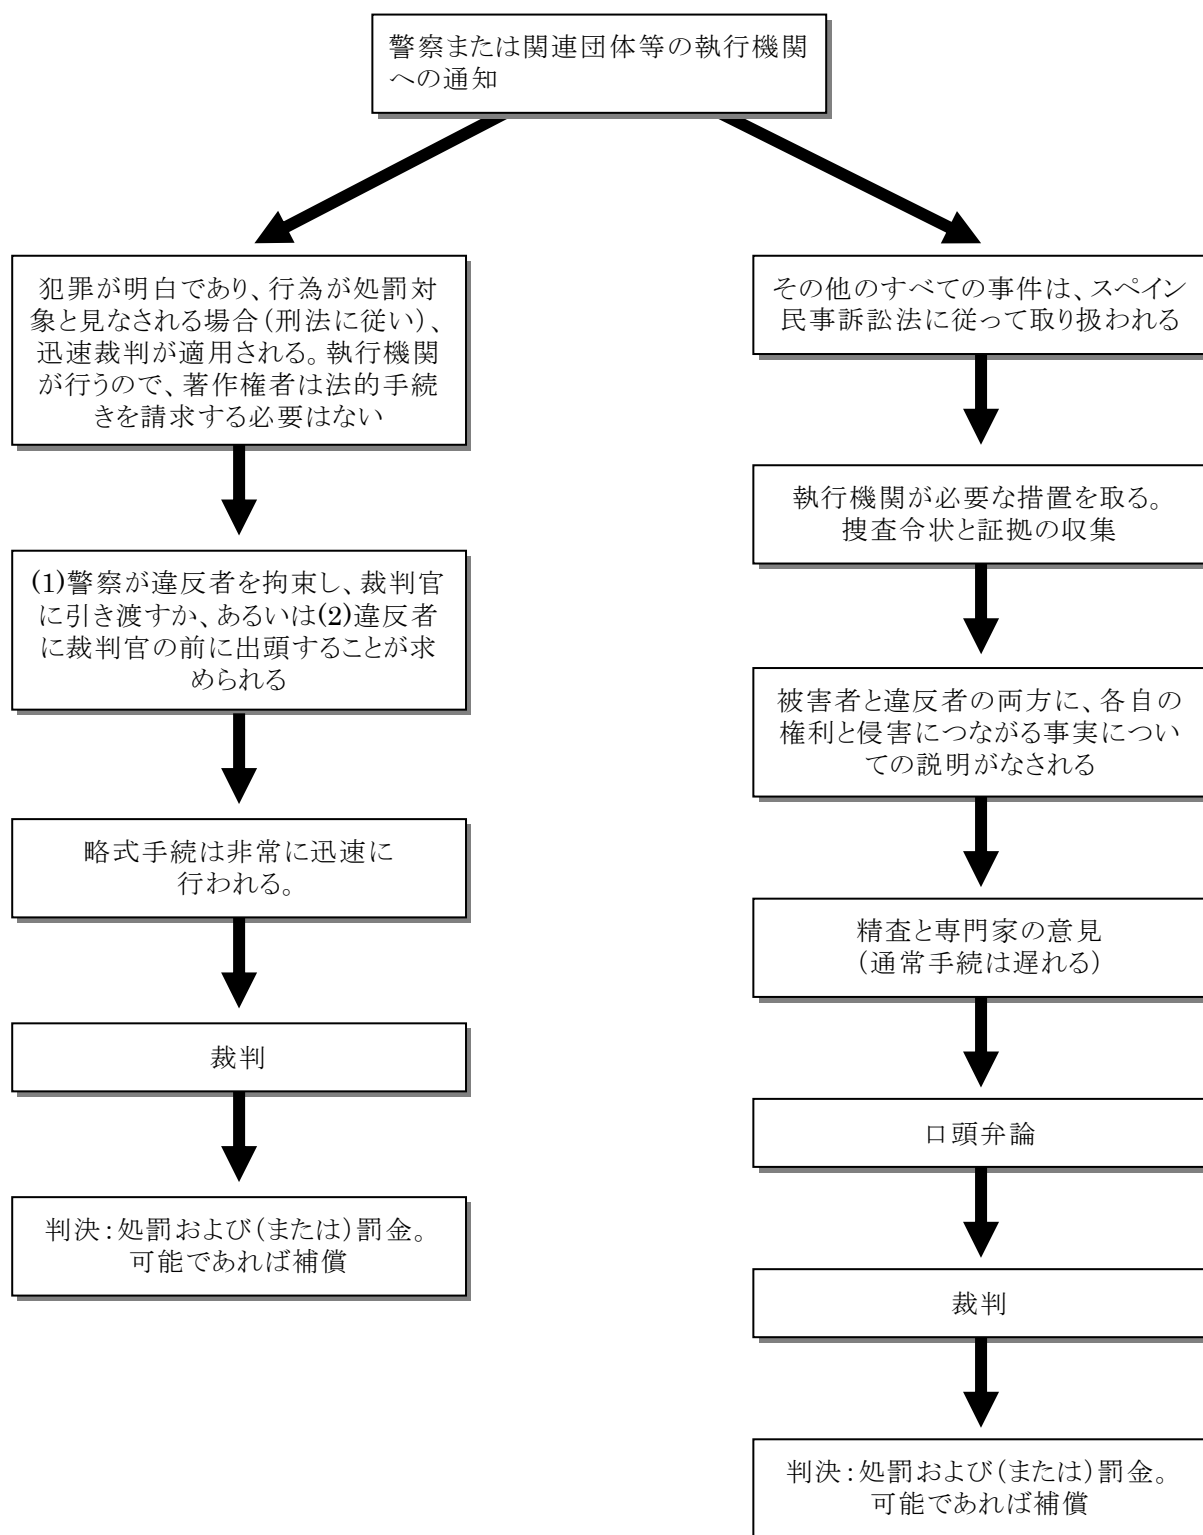 警察または関連団体等の執行機関
への通知
犯罪が明白であり、行為が処罰対
象と見なされる場合（刑法に従い）、
迅速裁判が適用される。執行機関
が行うので、著作権者は法的手続
きを請求する必要はない
(1)警察が違反者を拘束し、裁判官
に引き渡すか、あるいは(2)違反者
に裁判官の前に出頭することが求
められる
略式手続は非常に迅速に
行われる。
裁判
判決：処罰および（または）罰金。
可能であれば補償
その他のすべての事件は、スペイン
民事訴訟法に従って取り扱われる
執行機関が必要な措置を取る。
捜査令状と証拠の収集
被害者と違反者の両方に、各自の
権利と侵害につながる事実につい
ての説明がなされる
精査と専門家の意見
（通常手続は遅れる）
口頭弁論
裁判
判決：処罰および（または）罰金。
可能であれば補償